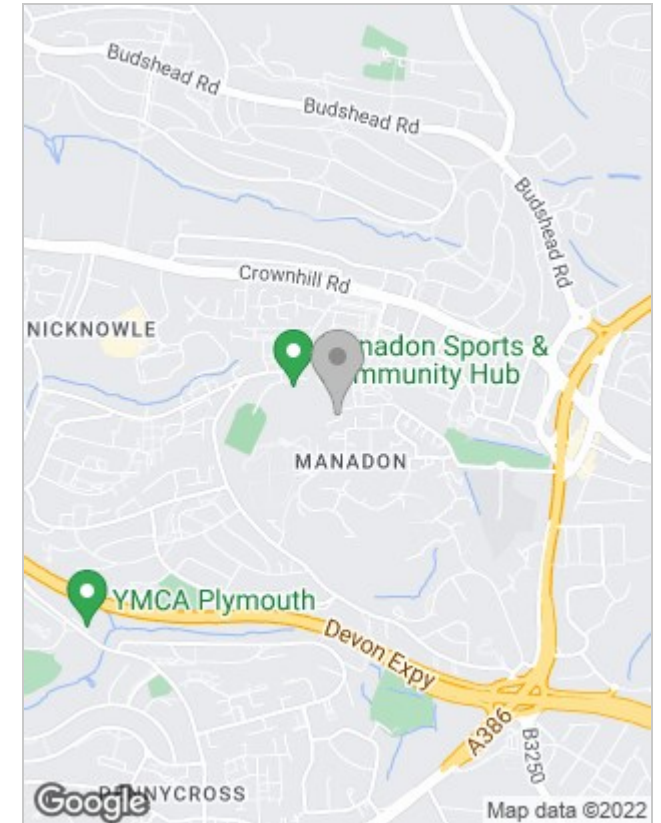 Budshead Rd
Budshead Rd
Budshead Rd
Crownhill Rd
NICKNOWLE
nadon Sports &
mmunity Hub
MANADON
YMCA Plymouth
Devon Expy
A386
B3250
NNYCROSS
Google
Map data ©2022